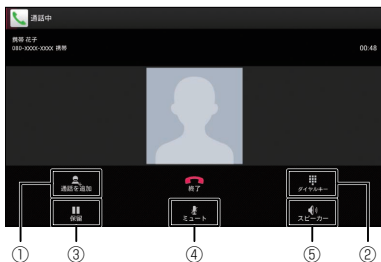 通話中
携帯 花子
080-XXXX-XXXX 携帯
00:48
通話を追加
終了
ダイヤルキー
保留
ミュート
スピーカー
① ③ ④ ⑤ ②